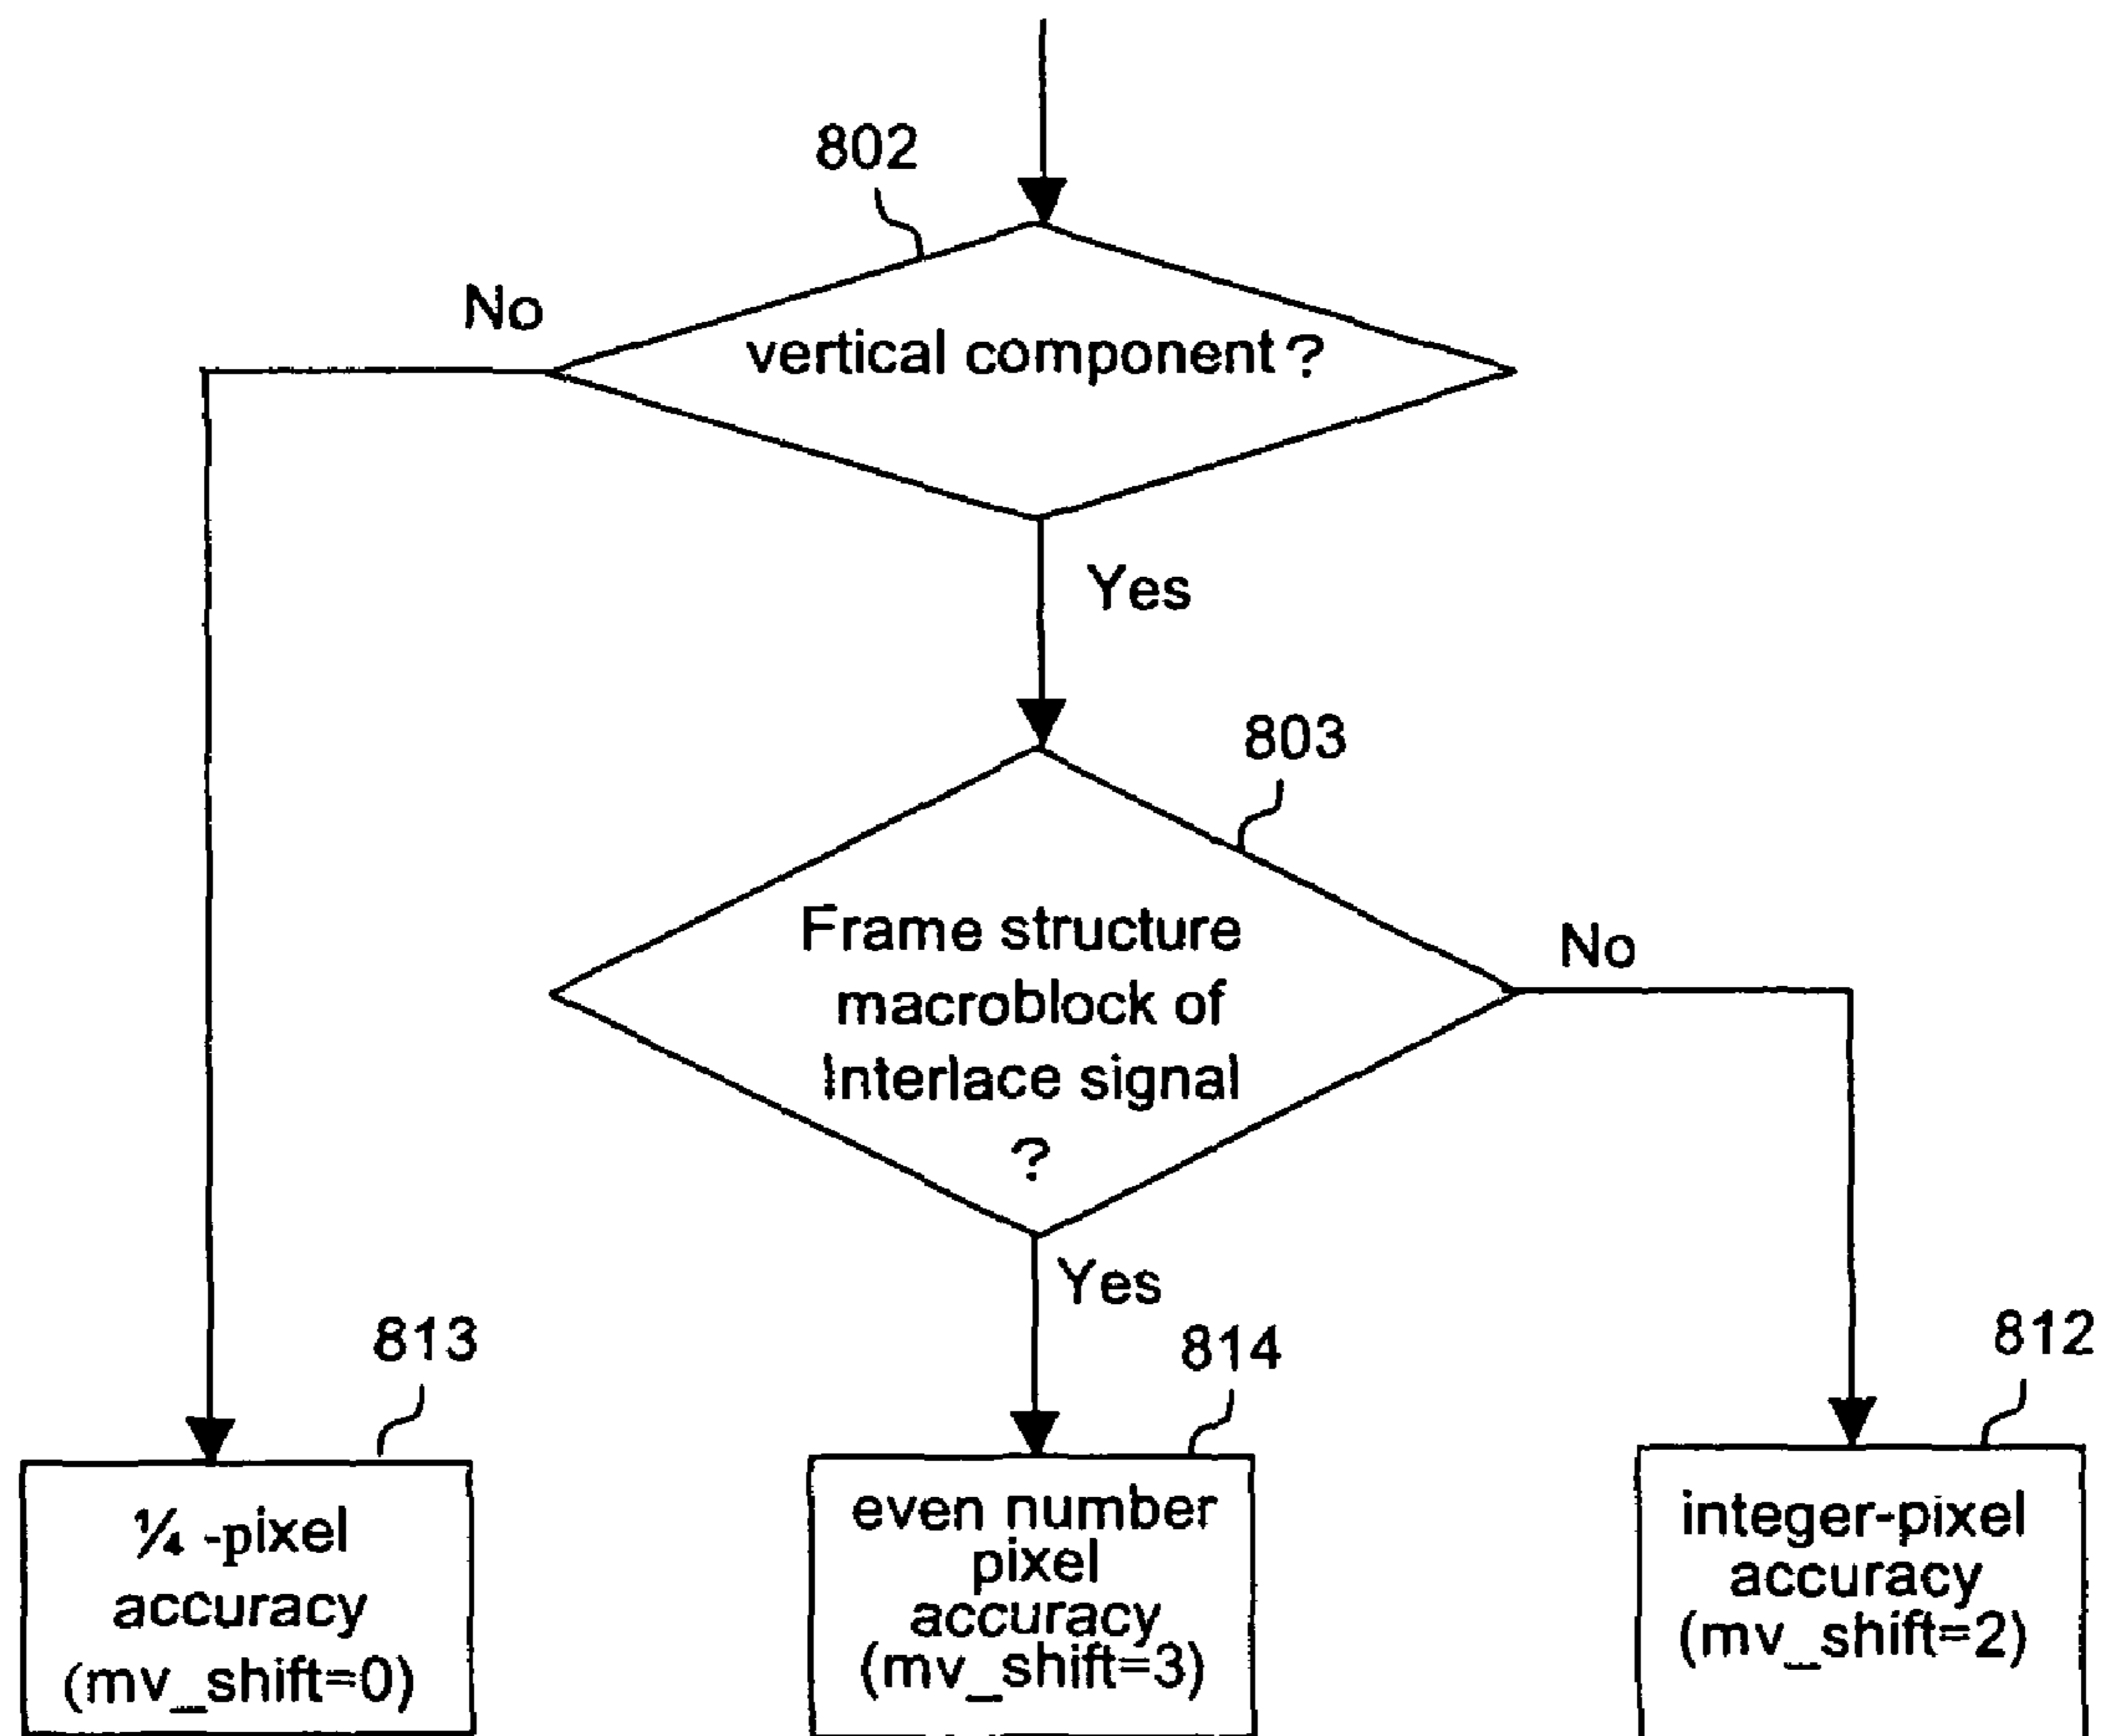 802
No
vertical component ?
Yes
803
Frame structure
macroblock of
Interlace signal
?
No
Yes
813
814
812
¼ -pixel
accuracy
(mv_shift=0)
even number
pixel
accuracy
(mv_shift=3)
integer-pixel
accuracy
(mv_shift=2)